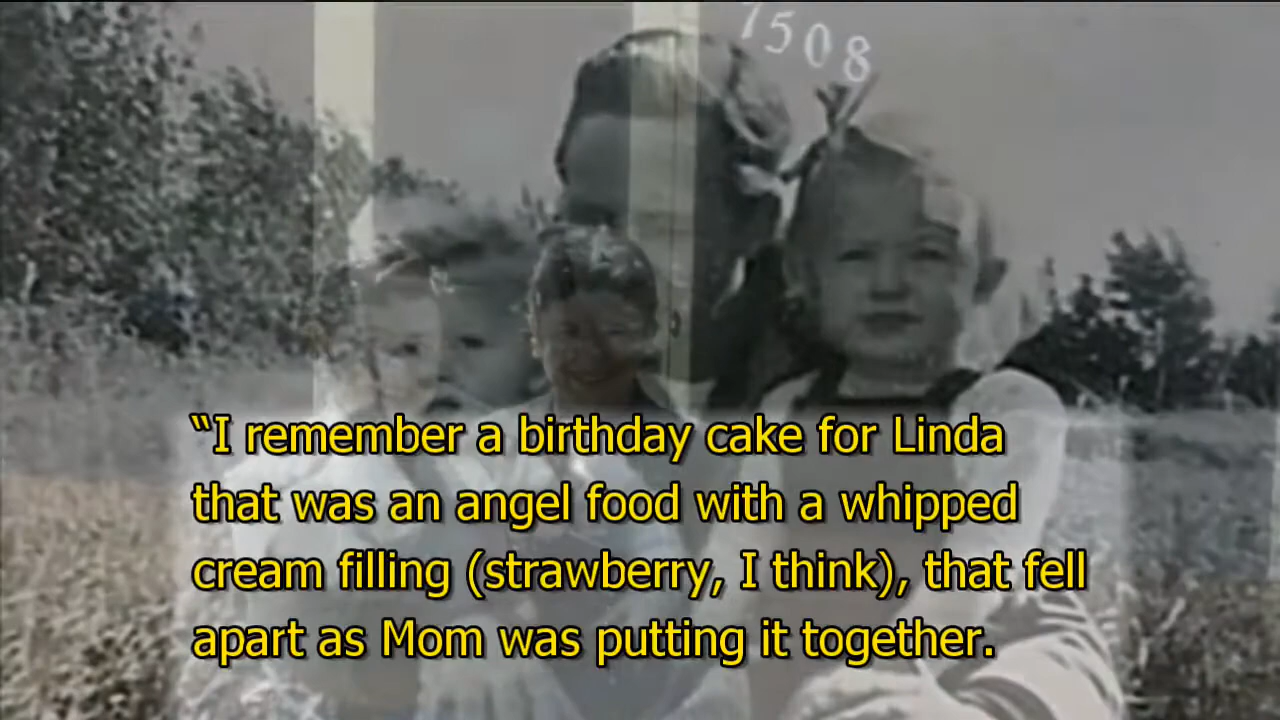 7508
“I remember a birthday cake for Linda
that was an angel food with a whipped
cream filling (strawberry, I think), that fell
apart as Mom was putting it together.